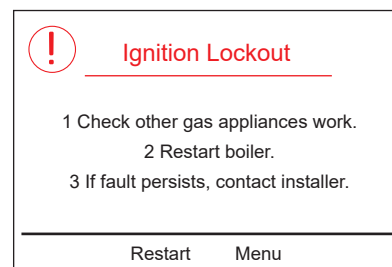 !
Ignition Lockout
1 Check other gas appliances work.
2 Restart boiler.
3 If fault persists, contact installer.
Restart Menu